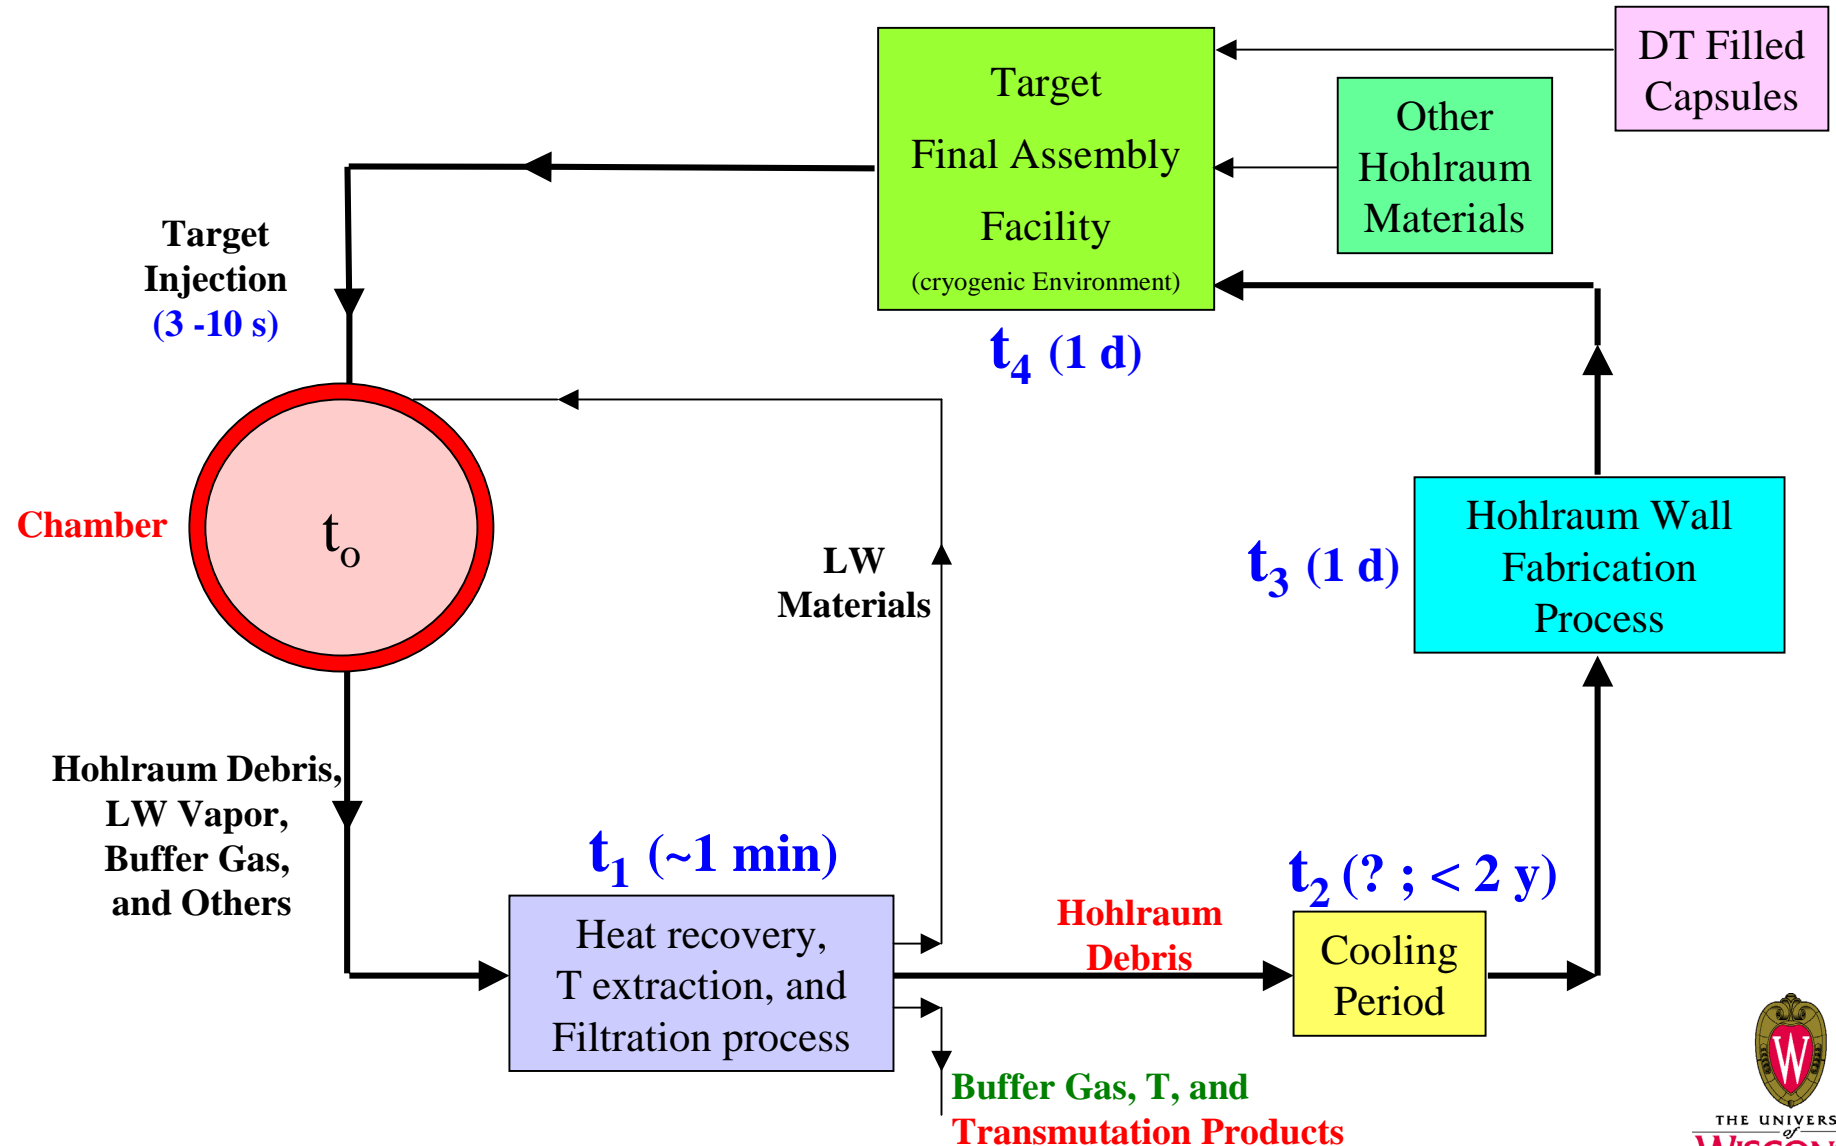 DT Filled
Capsules
Target
Final Assembly
Facility
(cryogenic Environment)
Other
Hohlraum
Materials
Target
Injection
(3 -10 s)
t4 (1 d)
Chamber
to
LW
Materials
t3 (1 d)
Hohlraum Wall
Fabrication
Process
Hohlraum Debris,
LW Vapor,
Buffer Gas,
and Others
t1 (~1 min)
Heat recovery,
T extraction, and
Filtration process
Hohlraum
Debris
t2 (? ; < 2 y)
Cooling
Period
Buffer Gas, T, and
Transmutation Products
W
THE UNIVERS
of
WISCON